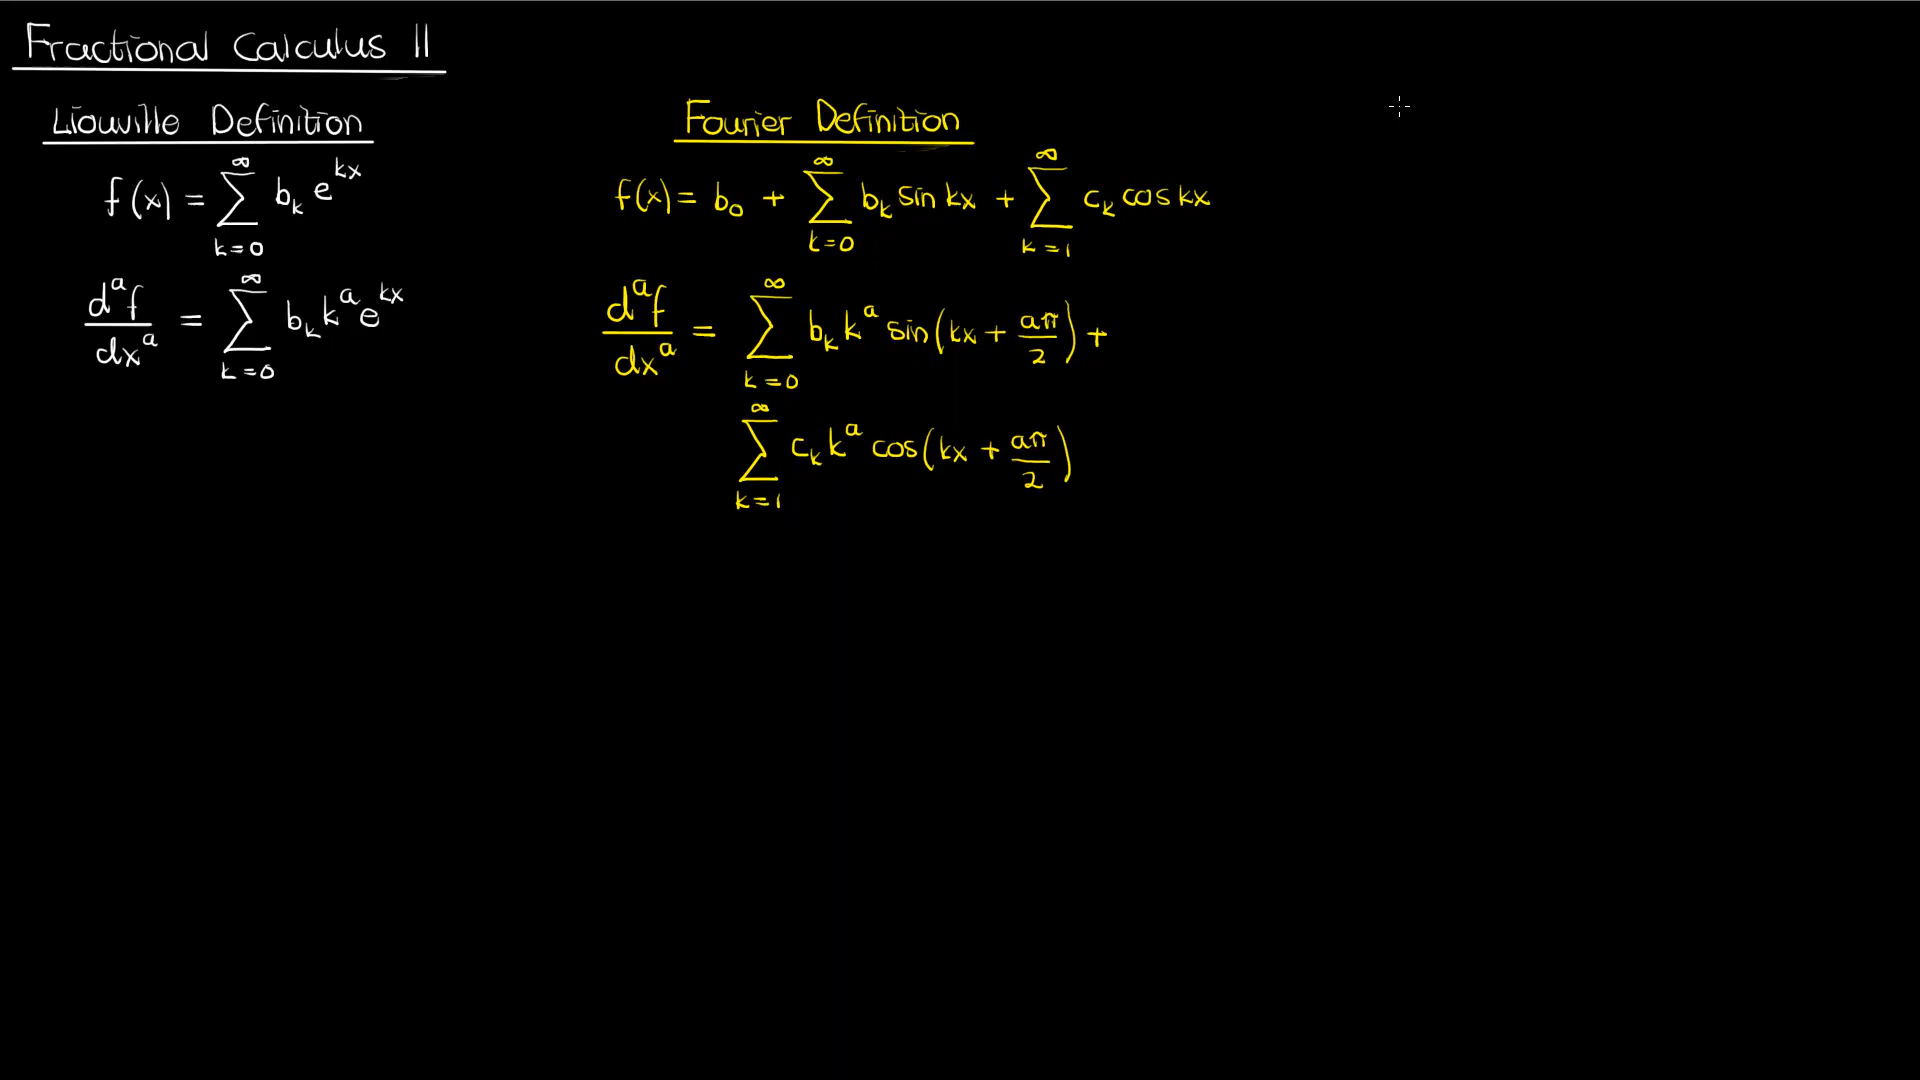 Fractional Calculus II
Liouville Definition
f(x) = ∑_{k=0}^{∞} b_k e^{kx}
d^a f / dx^a = ∑_{k=0}^{∞} b_k k^a e^{kx}
Fourier Definition
f(x) = b_0 + ∑_{k=0}^{∞} b_k sin kx + ∑_{k=1}^{∞} c_k cos kx
d^a f / dx^a = ∑_{k=0}^{∞} b_k k^a sin(kx + aπ/2) +
∑_{k=1}^{∞} c_k k^a cos(kx + aπ/2)